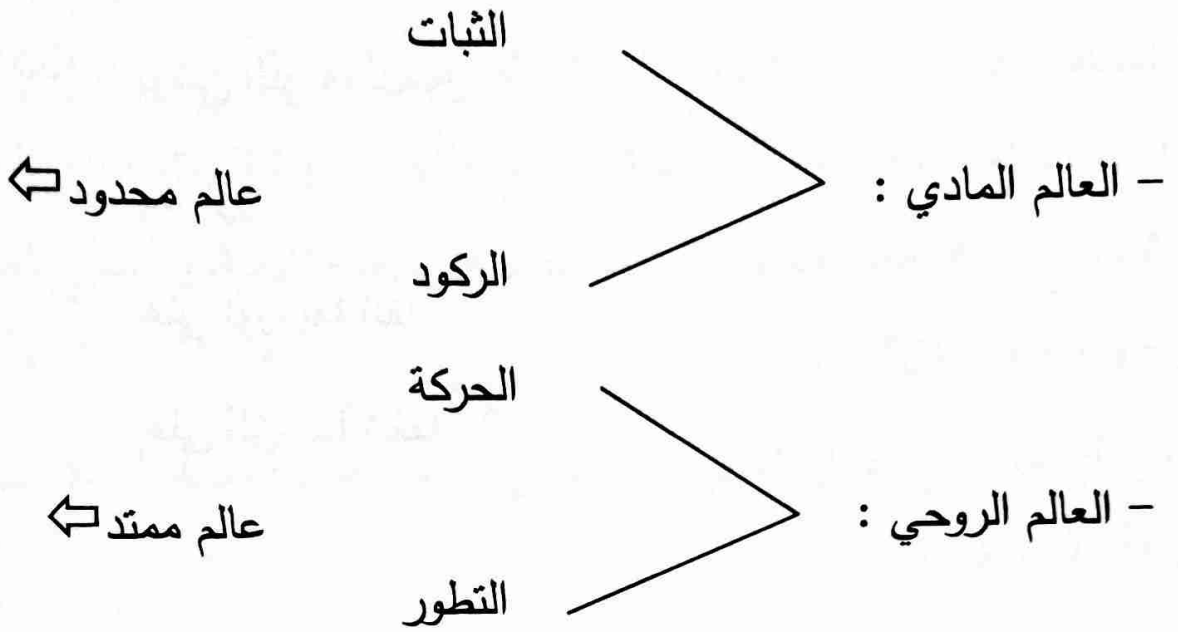 الثبات
- العالم المادي :
عالم محدود ⇦
الركود
الحركة
- العالم الروحي :
عالم ممتد ⇦
التطور